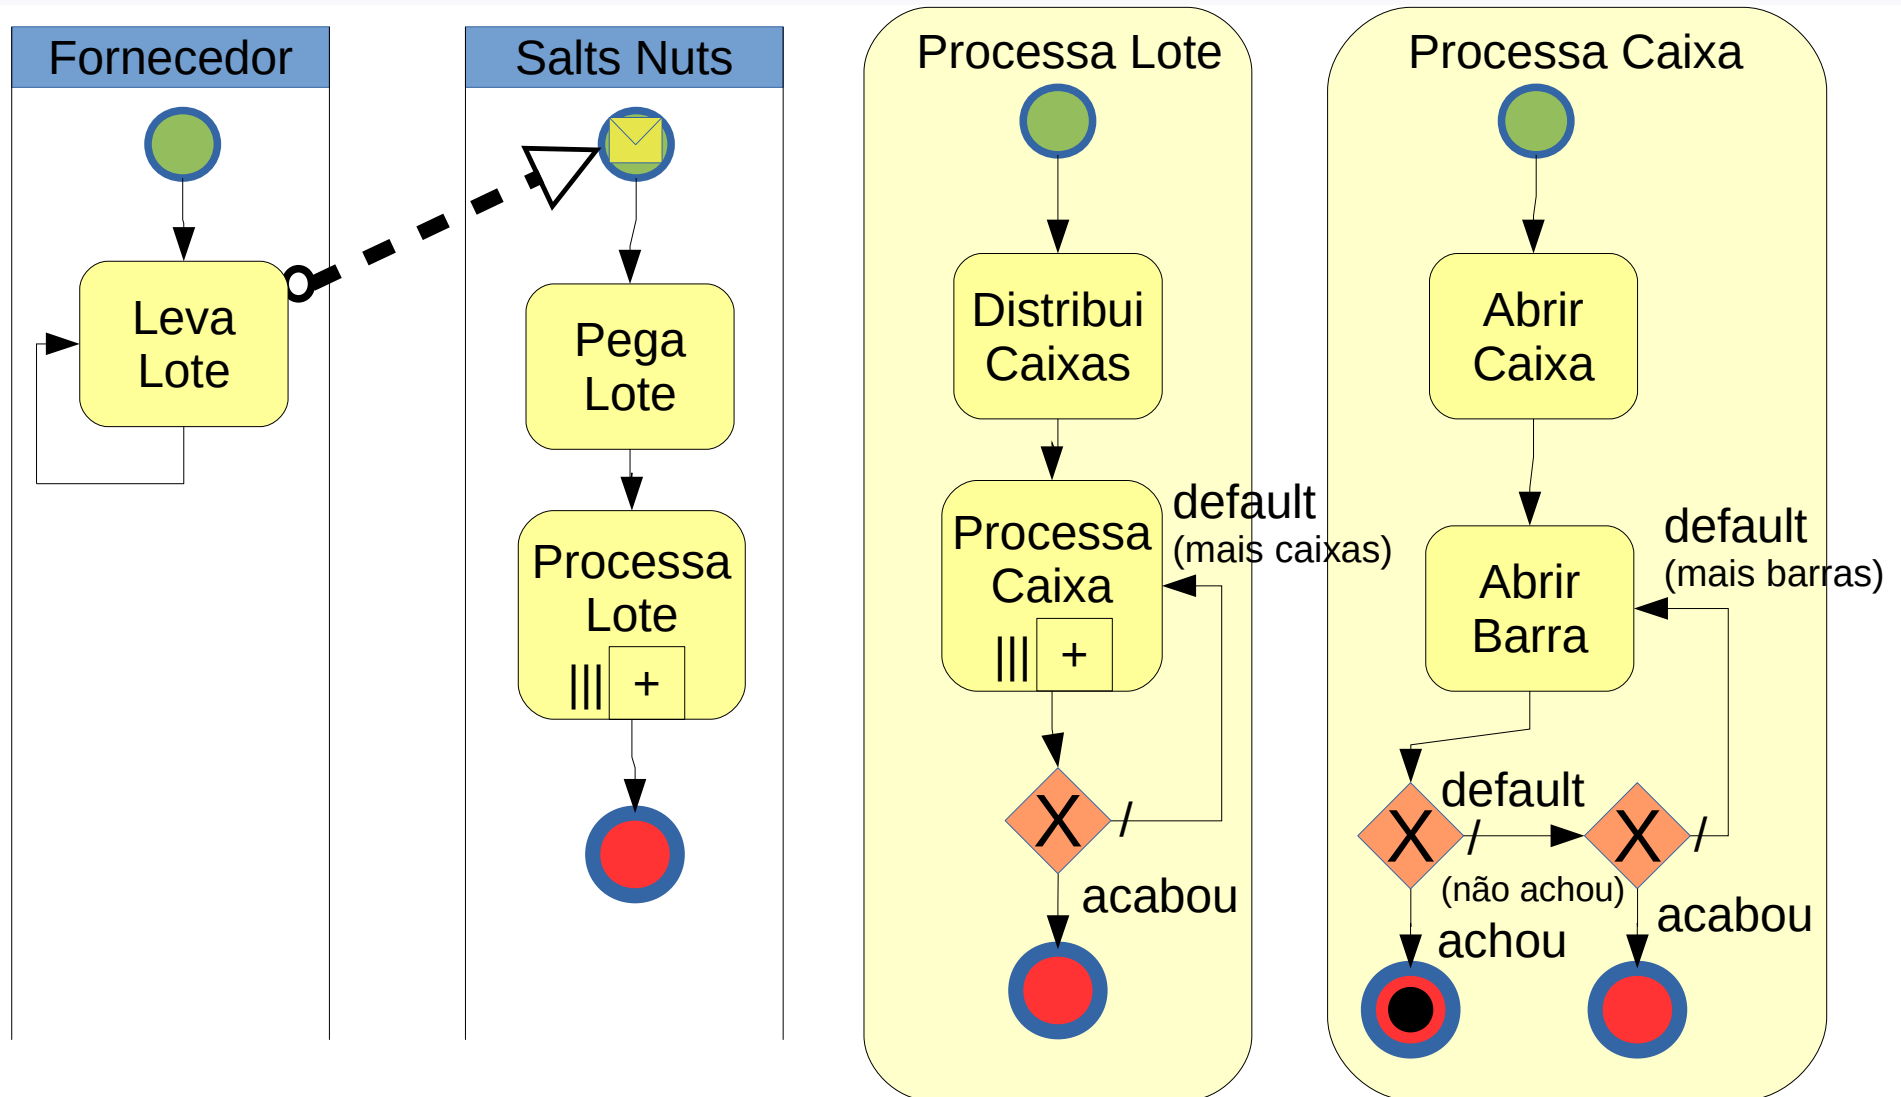 Fornecedor
Leva
Lote
Salts Nuts
Pega
Lote
Processa
Lote
||| +
Processa Lote
Distribui
Caixas
Processa
Caixa
||| +
default
(mais caixas)
X /
acabou
Processa Caixa
Abrir
Caixa
Abrir
Barra
default
(mais barras)
X /
default
(não achou)
achou
X /
acabou